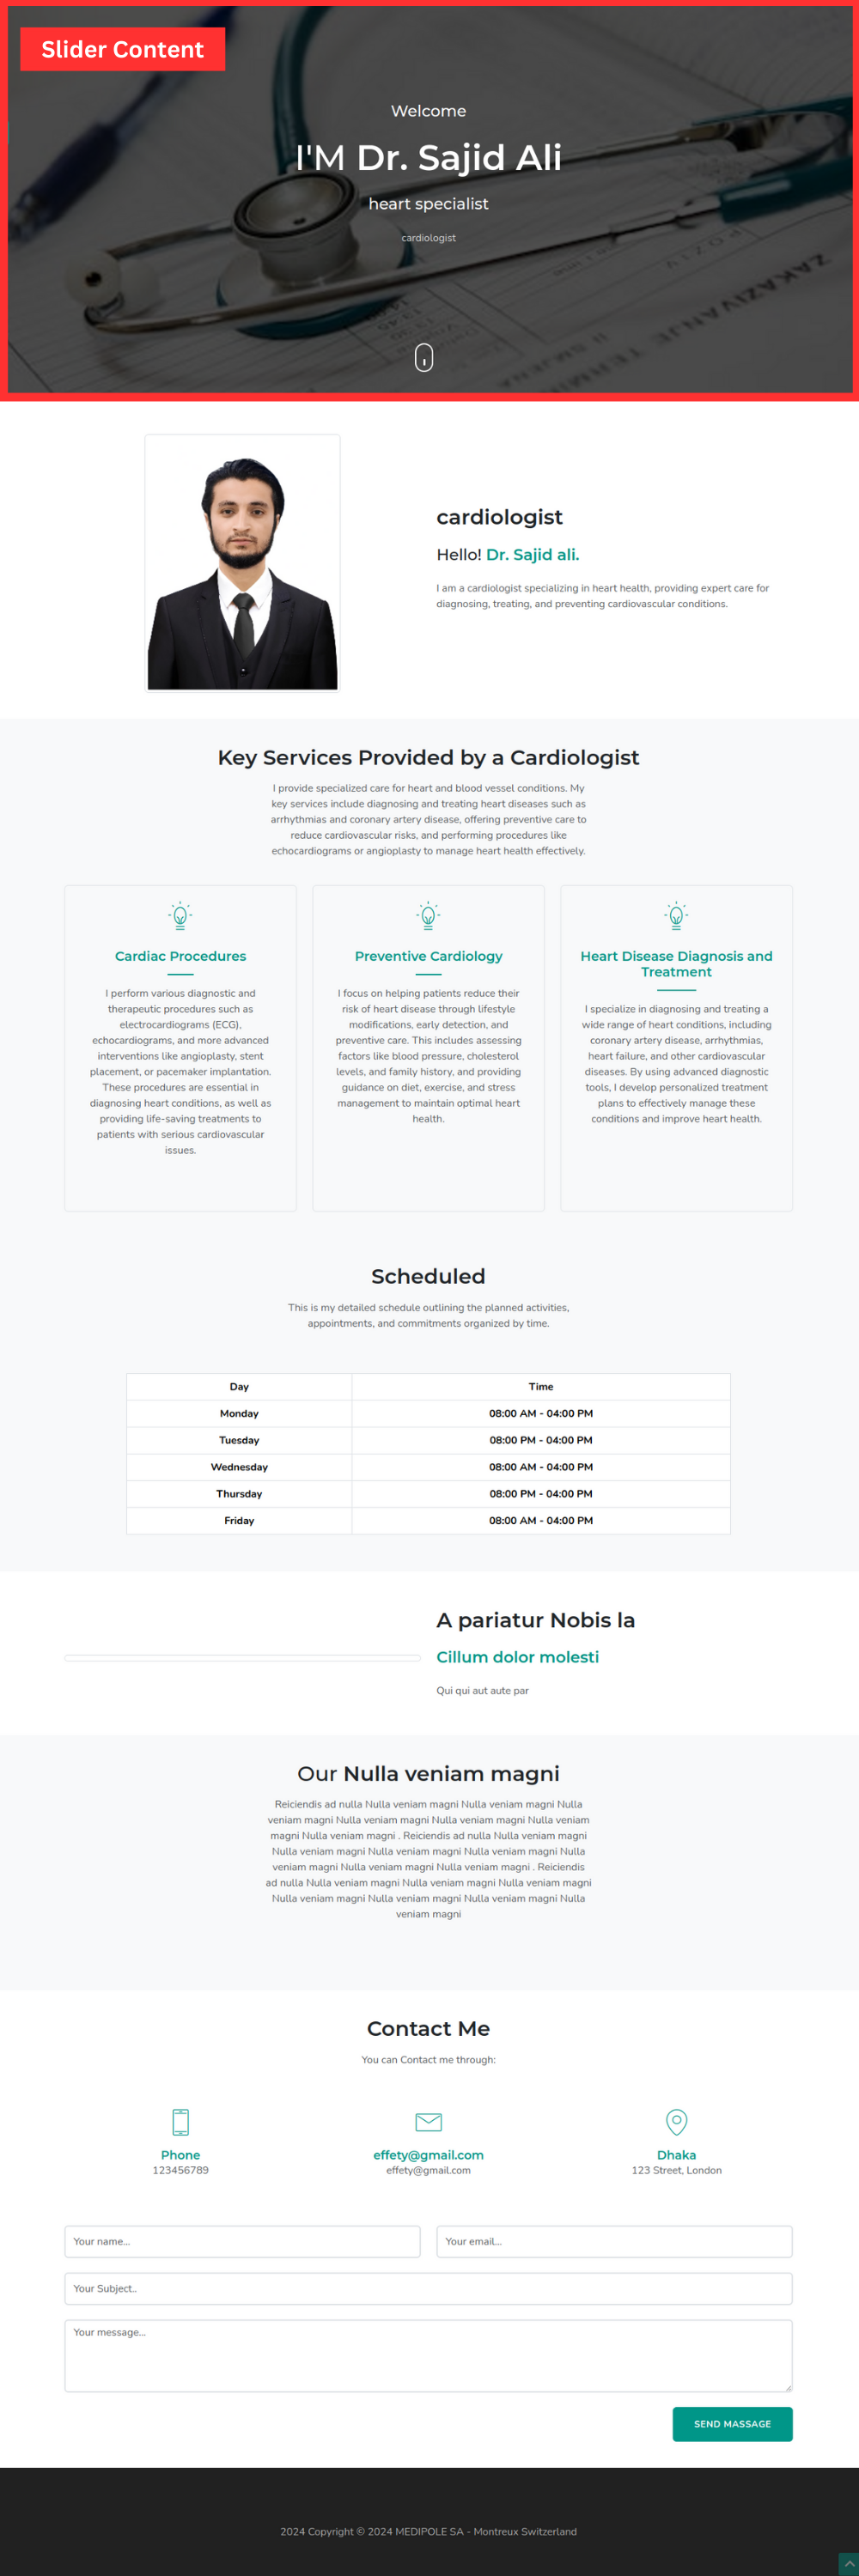 Slider Content
Welcome
I'M Dr. Sajid Ali
heart specialist
cardiologist
cardiologist
Hello! Dr. Sajid ali.
I am a cardiologist specializing in heart health, providing expert care for
diagnosing, treating, and preventing cardiovascular conditions.
Key Services Provided by a Cardiologist
I provide specialized care for heart and blood vessel conditions. My
key services include diagnosing and treating heart diseases such as
arrhythmias and coronary artery disease, offering preventive care to
reduce cardiovascular risks, and performing procedures like
echocardiograms or angioplasty to manage heart health effectively.
Cardiac Procedures
I perform various diagnostic and
therapeutic procedures such as
electrocardiograms (ECG),
echocardiograms, and more advanced
interventions like angioplasty, stent
placement, or pacemaker implantation.
These procedures are essential in
diagnosing heart conditions, as well as
providing life-saving treatments to
patients with serious cardiovascular
issues.
Preventive Cardiology
I focus on helping patients reduce their
risk of heart disease through lifestyle
modifications, early detection, and
preventive care. This includes assessing
factors like blood pressure, cholesterol
levels, and family history, and providing
guidance on diet, exercise, and stress
management to maintain optimal heart
health.
Heart Disease Diagnosis and
Treatment
I specialize in diagnosing and treating a
wide range of heart conditions, including
coronary artery disease, arrhythmias,
heart failure, and other cardiovascular
diseases. By using advanced diagnostic
tools, I develop personalized treatment
plans to effectively manage these
conditions and improve heart health.
Scheduled
This is my detailed schedule outlining the planned activities,
appointments, and commitments organized by time.
Day Time
Monday 08:00 AM - 04:00 PM
Tuesday 08:00 PM - 04:00 PM
Wednesday 08:00 AM - 04:00 PM
Thursday 08:00 PM - 04:00 PM
Friday 08:00 AM - 04:00 PM
A pariatur Nobis la
Cillum dolor molesti
Qui qui aut aute par
Our Nulla veniam magni
Reiciendis ad nulla Nulla veniam magni Nulla veniam magni Nulla
veniam magni Nulla veniam magni Nulla veniam magni Nulla veniam
magni Nulla veniam magni . Reiciendis ad nulla Nulla veniam magni
Nulla veniam magni Nulla veniam magni Nulla veniam magni Nulla
veniam magni Nulla veniam magni Nulla veniam magni . Reiciendis
ad nulla Nulla veniam magni Nulla veniam magni Nulla veniam magni
Nulla veniam magni Nulla veniam magni Nulla veniam magni Nulla
veniam magni
Contact Me
You can Contact me through:
Phone
123456789
effety@gmail.com
effety@gmail.com
Dhaka
123 Street, London
Your name...
Your email...
Your Subject..
Your message...
SEND MASSAGE
2024 Copyright © 2024 MEDIPOLE SA - Montreux Switzerland